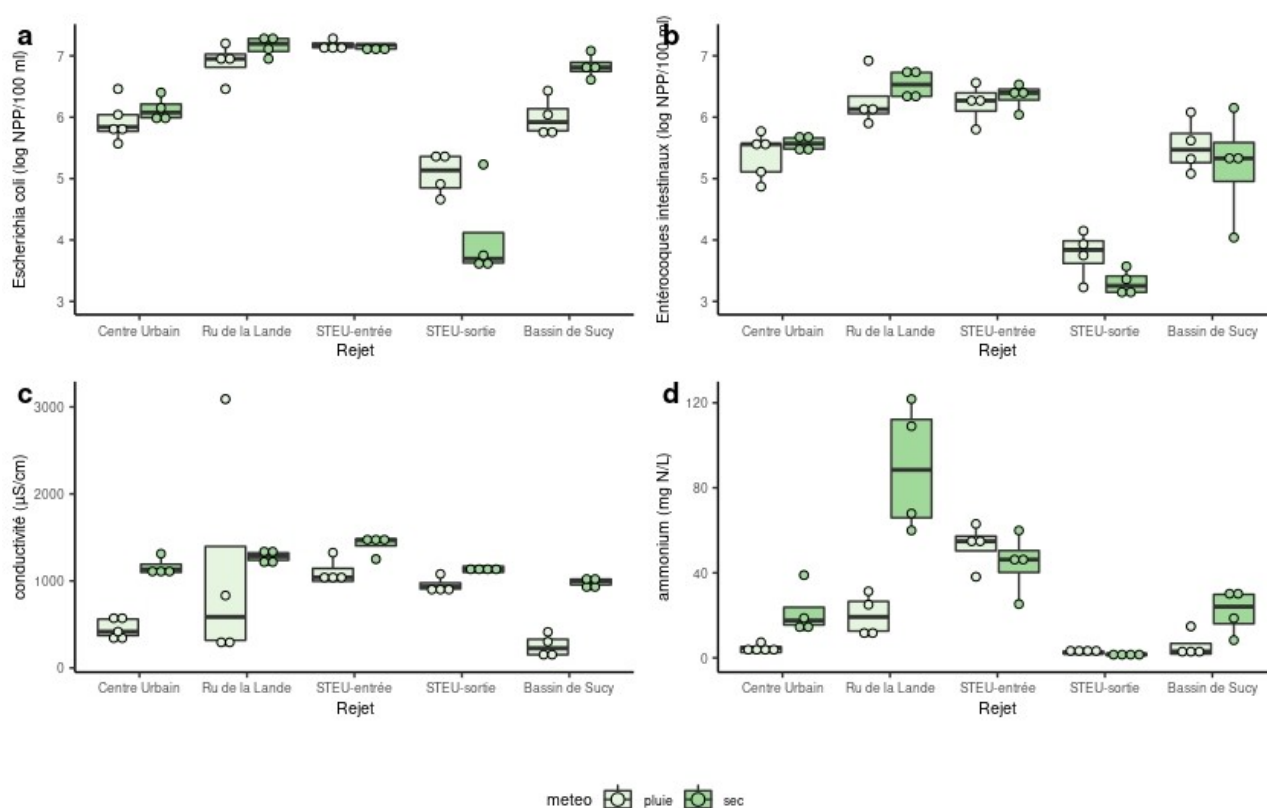 a
Escherichia coli (log NPP/100 ml)
7
6
5
4
3
Centre Urbain Ru de la Lande STEU-entrée STEU-sortie Bassin de Sucy
Rejet
b
Entérocoques intestinaux (log NPP/100 ml)
7
6
5
4
3
Centre Urbain Ru de la Lande STEU-entrée STEU-sortie Bassin de Sucy
Rejet
c
conductivité (µS/cm)
3000
2000
1000
0
Centre Urbain Ru de la Lande STEU-entrée STEU-sortie Bassin de Sucy
Rejet
d
ammonium (mg N/L)
120
80
40
0
Centre Urbain Ru de la Lande STEU-entrée STEU-sortie Bassin de Sucy
Rejet
meteo pluie sec